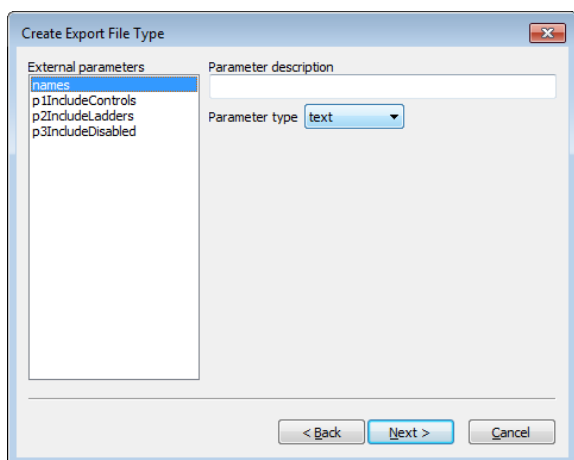 Create Export File Type
External parameters
names
p1IncludeControls
p2IncludeLadders
p3IncludeDisabled
Parameter description
Parameter type text
< Back Next > Cancel